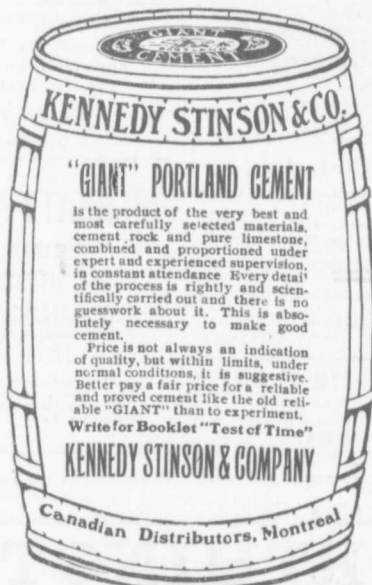 GIANT
CEMENT
KENNEDY STINSON & CO.
"GIANT" PORTLAND CEMENT
is the product of the very best and
most carefully selected materials,
cement rock and pure limestone,
combined and proportioned under
expert and experienced supervision,
in constant attendance Every detai'
of the process is rightly and scien-
tifically carried out and there is no
guesswork about it. This is abso-
lutely necessary to make good
cement.
Price is not always an indication
of quality, but within limits, under
normal conditions, it is suggestive.
Better pay a fair price for a reliable
and proved cement like the old reli-
able "GIANT" than to experiment.
Write for Booklet "Test of Time"
KENNEDY STINSON & COMPANY
Canadian Distributors, Montreal